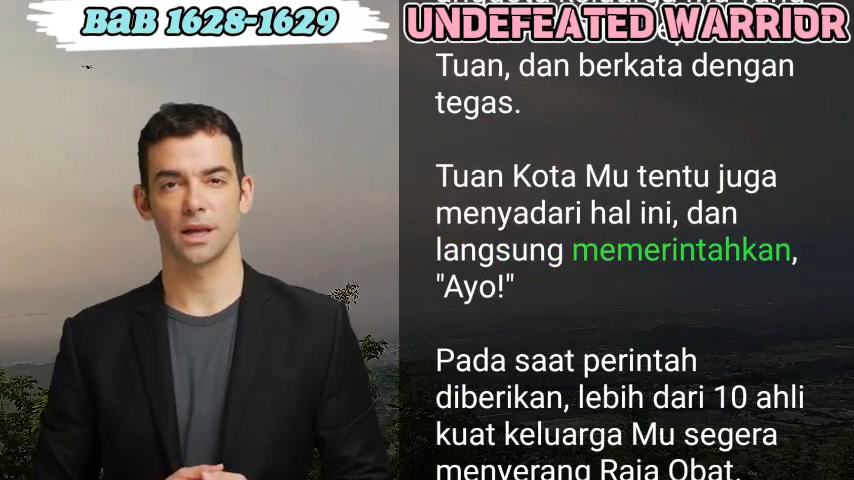 BAB 1628-1629
UNDEFEATED WARRIOR
Tuan, dan berkata dengan
tegas.
Tuan Kota Mu tentu juga
menyadari hal ini, dan
langsung memerintahkan,
"Ayo!"
Pada saat perintah
diberikan, lebih dari 10 ahli
kuat keluarga Mu segera
menyerang Raja Obat.